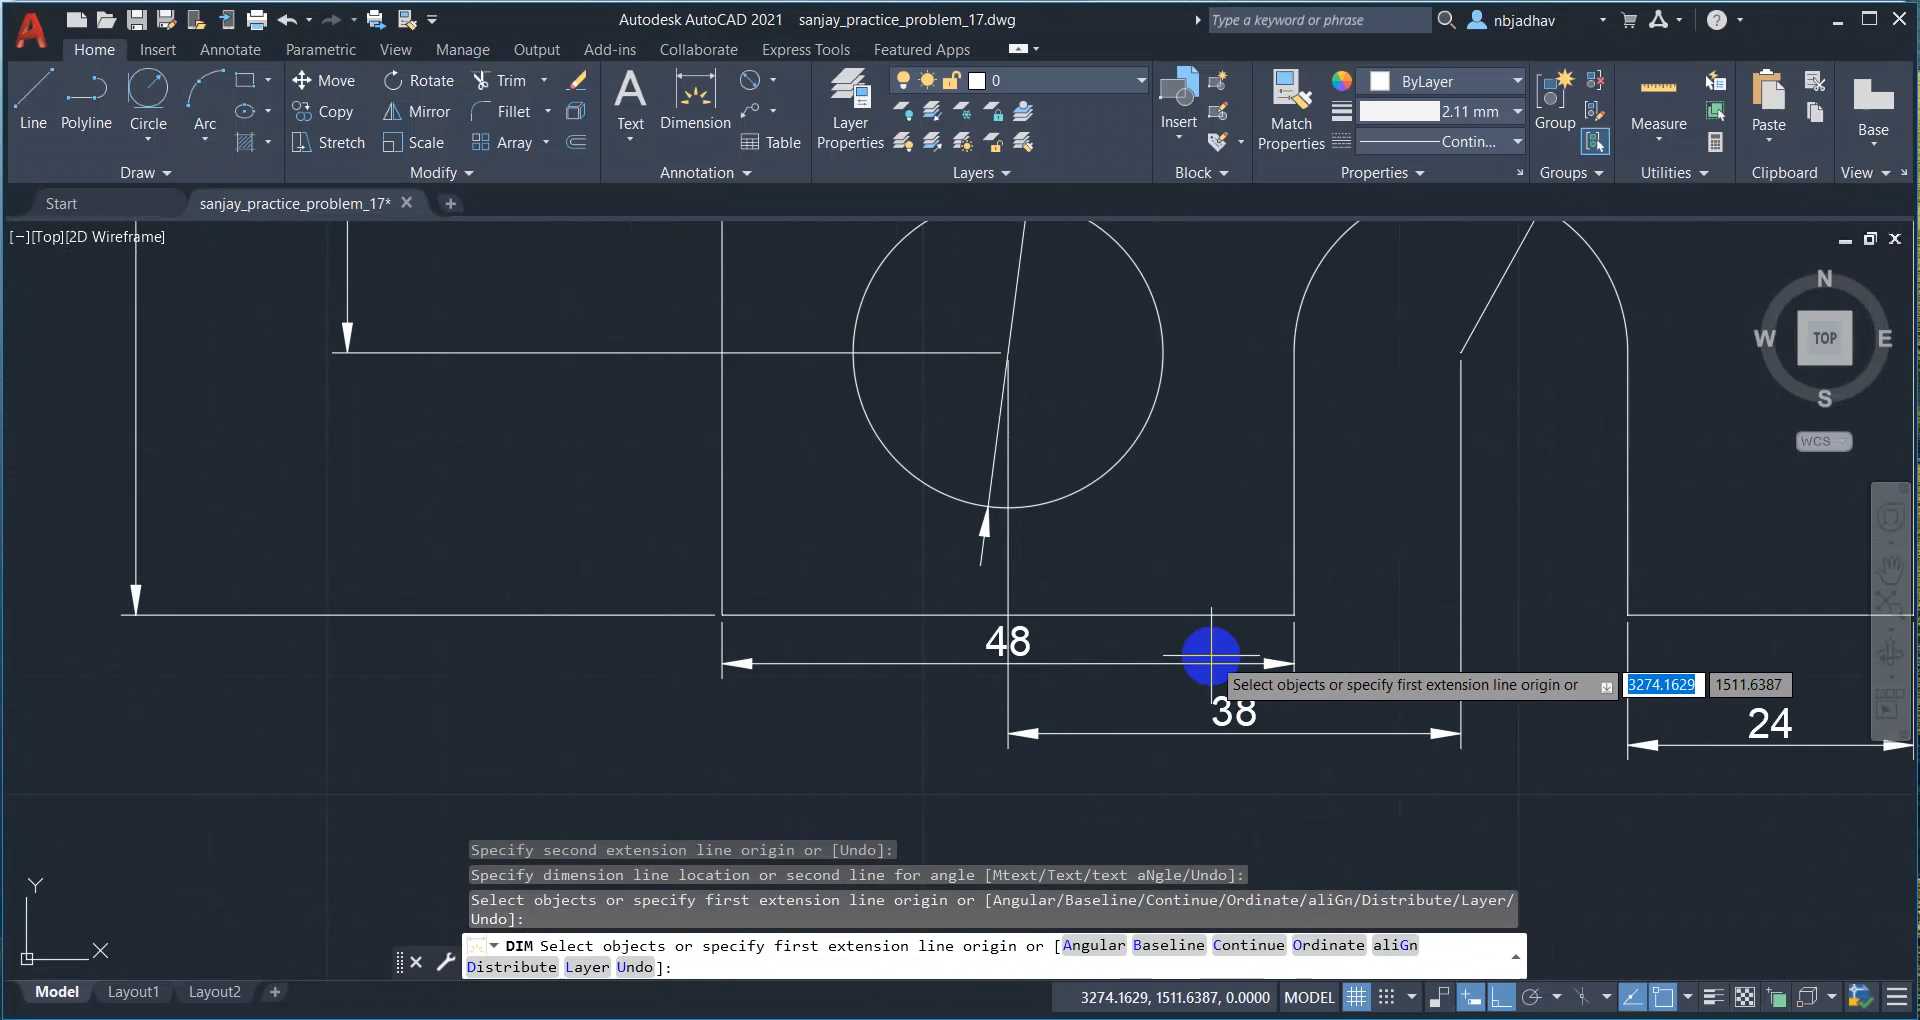 Autodesk AutoCAD 2021 sanjay_practice_problem_17.dwg
Type a keyword or phrase
nbjadhav
Home Insert Annotate Parametric View Manage Output Add-ins Collaborate Express Tools Featured Apps
Line Polyline Circle Arc
Move Rotate Trim
Copy Mirror Fillet
Stretch Scale Array
Text Dimension Table
Layer Properties
0
Insert
Match Properties
ByLayer
2.11 mm
Contin...
Group
Measure
Paste
Base
Draw Modify Annotation Layers Block Properties Groups Utilities Clipboard View
Start sanjay_practice_problem_17*
[−][Top][2D Wireframe]
N
W TOP E
S
WCS
48
Select objects or specify first extension line origin or 3274.1629 1511.6387
38
24
Specify second extension line origin or [Undo]:
Specify dimension line location or second line for angle [Mtext/Text/text aNgle/Undo]:
Select objects or specify first extension line origin or [Angular/Baseline/Continue/Ordinate/aliGn/Distribute/Layer/
Undo]:
DIM Select objects or specify first extension line origin or [Angular Baseline Continue Ordinate aliGn
Distribute Layer Undo]:
Y
X
Model Layout1 Layout2
3274.1629, 1511.6387, 0.0000 MODEL